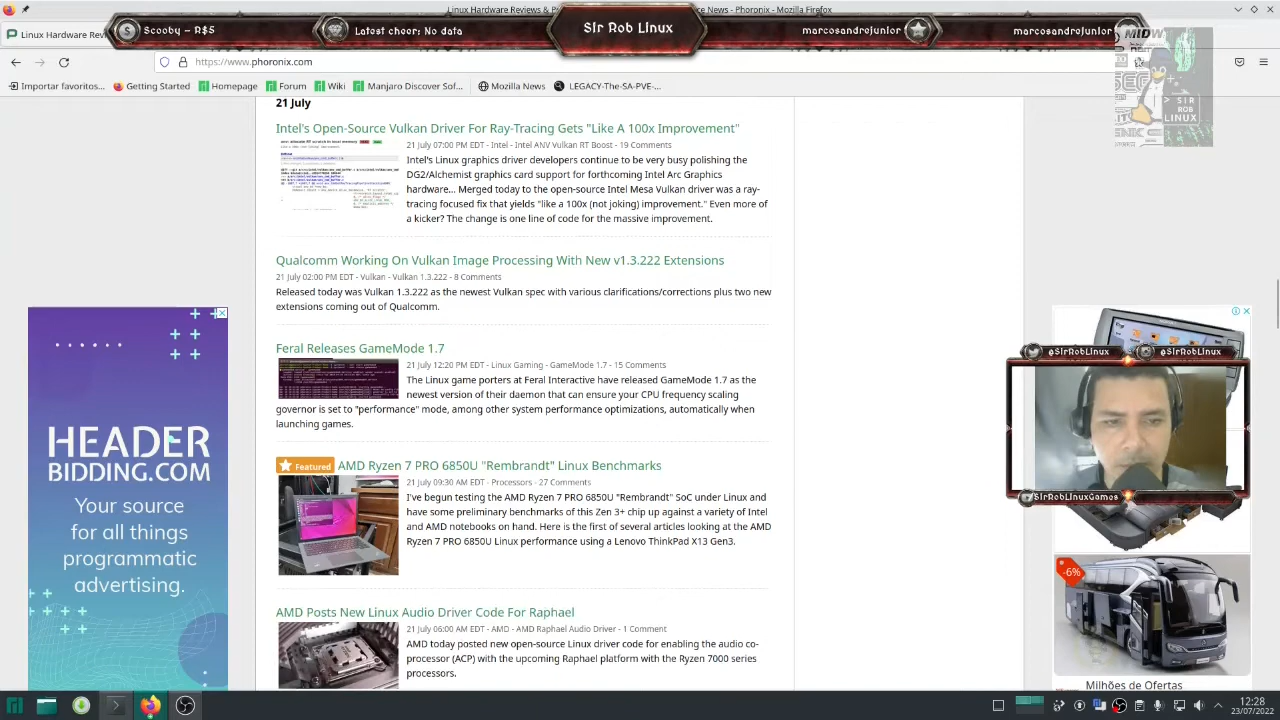 Linux Hardware Reviews & P
ce News - Phoronix - Mozilla Firefox
Scooby - R$5
Latest cheer: No data
Sir Rob Linux
marcosandrejunior
marcosandrejunior
Linux Hardware Rev
MIDW
https://www.phoronix.com
Importar favoritos...
Getting Started
Homepage
Forum
Wiki
Manjaro Discover Sof...
Mozilla News
LEGACY-The-SA-PVE-...
> SIR
ROB
LINUX
21 July
Intel's Open-Source Vulkan Driver For Ray-Tracing Gets "Like A 100x Improvement"
21 July 07:00 PM EDT - Intel - Intel ANV Vulkan RT Boost - 19 Comments
Intel's Linux graphics driver developers continue to be very busy polishing the
DG2/Alchemist graphics card support for forthcoming Intel Arc Graphics
hardware... Merged today to the open-source Intel Mesa Vulkan driver was a ray-
tracing focused fix that yields "like a 100x (not joking) improvement." Even more of
a kicker? The change is one line of code for the massive improvement.
Qualcomm Working On Vulkan Image Processing With New v1.3.222 Extensions
21 July 02:00 PM EDT - Vulkan - Vulkan 1.3.222 - 8 Comments
Released today was Vulkan 1.3.222 as the newest Vulkan spec with various clarifications/corrections plus two new
extensions coming out of Qualcomm.
Feral Releases GameMode 1.7
21 July 12:20 PM EDT - Linux Gaming - GameMode 1.7 - 15 Comments
The Linux game porters at Feral Interactive have released GameMode 1.7 as the
newest version of their daemon that can ensure your CPU frequency scaling
governor is set to "performance" mode, among other system performance optimizations, automatically when
launching games.
Featured AMD Ryzen 7 PRO 6850U "Rembrandt" Linux Benchmarks
21 July 09:30 AM EDT - Processors - 27 Comments
I've begun testing the AMD Ryzen 7 PRO 6850U "Rembrandt" SoC under Linux and
have some preliminary benchmarks of this Zen 3+ chip up against a variety of Intel
and AMD notebooks on hand. Here is the first of several articles looking at the AMD
Ryzen 7 PRO 6850U Linux performance using a Lenovo ThinkPad X13 Gen3.
AMD Posts New Linux Audio Driver Code For Raphael
21 July 06:00 AM EDT - AMD - AMD Raphael Audio Driver - 1 Comment
AMD today posted new open-source Linux driver code for enabling the audio co-
processor (ACP) with the upcoming Raphael platform with the Ryzen 7000 series
processors.
HEADER
BIDDING.COM
Your source
for all things
programmatic
advertising.
@SirRobLinux
@SirRobLinux
@SirRobLinuxGames
-6%
Milhões de Ofertas
12:28
23/07/2022